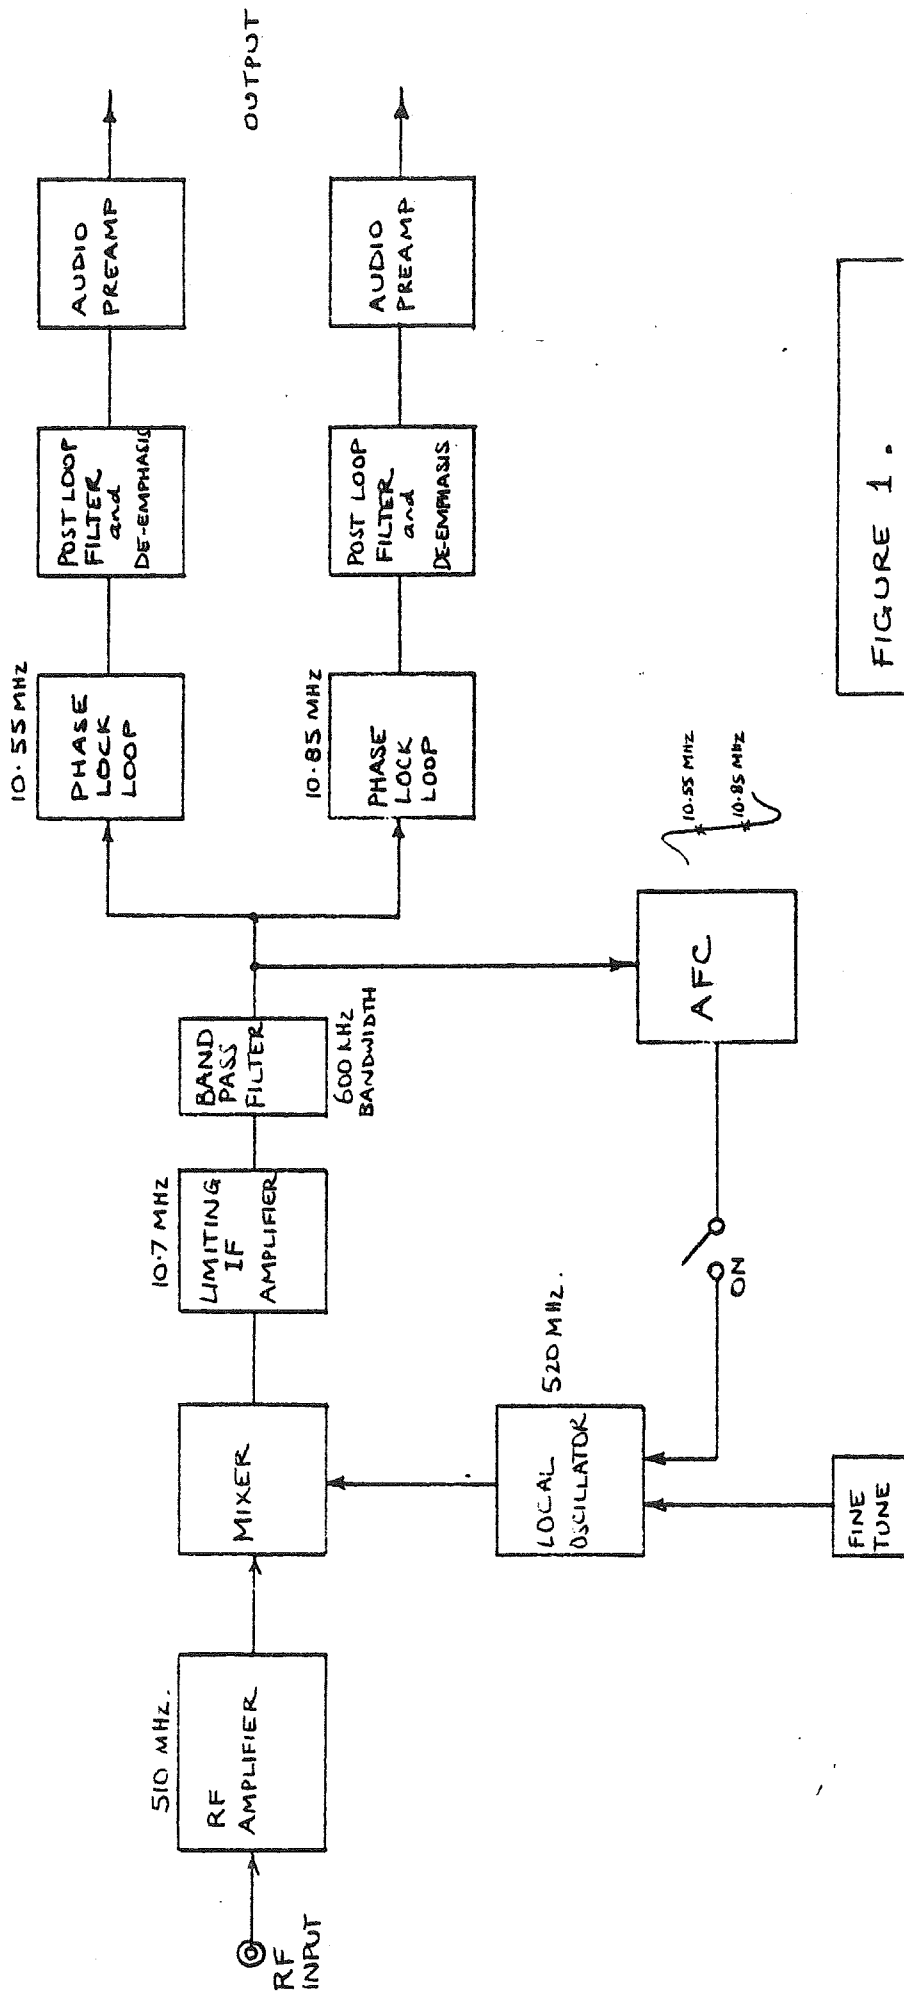 RF
INPUT
510 MHz.
RF
AMPLIFIER
MIXER
10.7 MHz
LIMITING
IF
AMPLIFIER
BAND
PASS
FILTER
600 kHz
BANDWIDTH
10.55 MHz
PHASE
LOCK
LOOP
POST LOOP
FILTER
and
DE-EMPHASIS
AUDIO
PREAMP
OUTPUT
10.85 MHz
PHASE
LOCK
LOOP
POST LOOP
FILTER
and
DE-EMPHASIS
AUDIO
PREAMP
LOCAL
OSCILLATOR
520 MHz.
ON
AFC
10.55 MHz
10.85 MHz
FINE
TUNE
FIGURE 1.